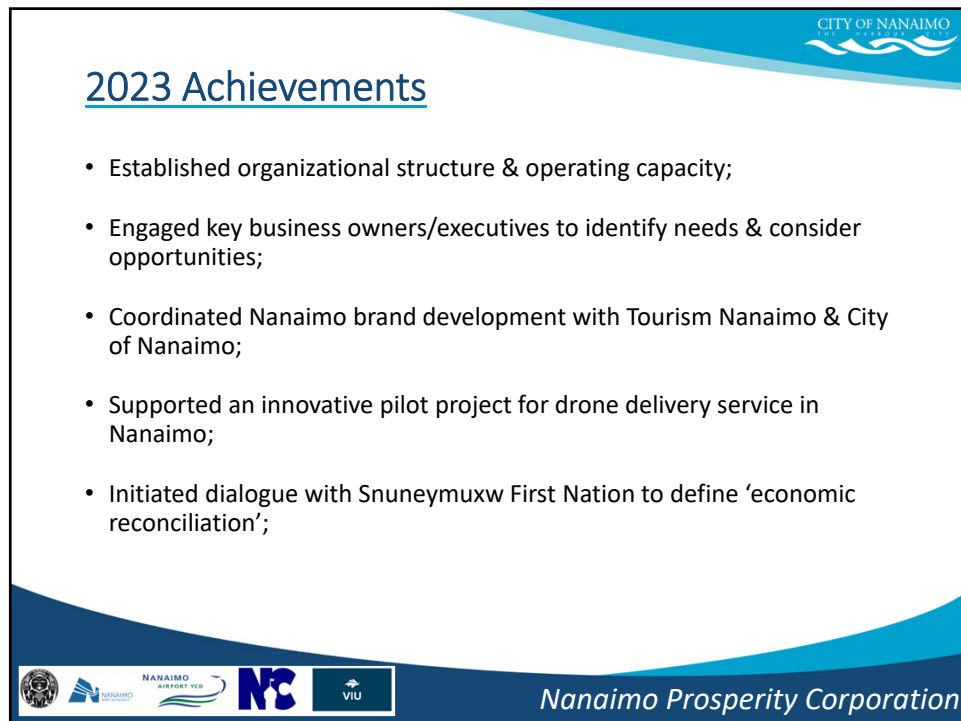 CITY OF NANAIMO
THE HARBOUR CITY
2023 Achievements
• Established organizational structure & operating capacity;
• Engaged key business owners/executives to identify needs & consider
opportunities;
• Coordinated Nanaimo brand development with Tourism Nanaimo & City
of Nanaimo;
• Supported an innovative pilot project for drone delivery service in
Nanaimo;
• Initiated dialogue with Snuneymuxw First Nation to define ‘economic
reconciliation’;
NANAIMO
PORT AUTHORITY
NANAIMO
AIRPORT YCD
NCC
VIU
Nanaimo Prosperity Corporation